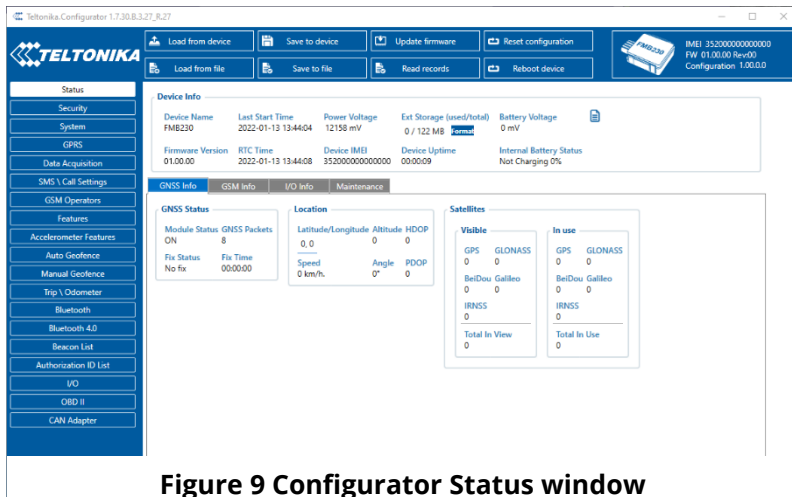 Teltonika.Configurator 1.7.30.B.3.27_R.27
TELTONIKA
Load from device
Save to device
Update firmware
Reset configuration
Load from file
Save to file
Read records
Reboot device
FMB230
IMEI 352000000000000
FW 01.00.00 Rev:00
Configuration 1.00.0.0
Status
Security
System
GPRS
Data Acquisition
SMS \ Call Settings
GSM Operators
Features
Accelerometer Features
Auto Geofence
Manual Geofence
Trip \ Odometer
Bluetooth
Bluetooth 4.0
Beacon List
Authorization ID List
I/O
OBD II
CAN Adapter
Device Info
Device Name Last Start Time Power Voltage Ext Storage (used/total) Battery Voltage
FMB230 2022-01-13 13:44:04 12158 mV 0 / 122 MB Format 0 mV
Firmware Version RTC Time Device IMEI Device Uptime Internal Battery Status
01.00.00 2022-01-13 13:44:08 352000000000000 00:00:09 Not Charging 0%
GNSS Info GSM Info I/O Info Maintenance
GNSS Status
Module Status GNSS Packets
ON 8
Fix Status Fix Time
No fix 00:00:00
Location
Latitude/Longitude Altitude HDOP
0, 0 0 0
Speed Angle PDOP
0 km/h. 0° 0
Satellites
Visible
GPS GLONASS
0 0
BeiDou Galileo
0 0
IRNSS
0
Total In View
0
In use
GPS GLONASS
0 0
BeiDou Galileo
0 0
IRNSS
0
Total In Use
0
Figure 9 Configurator Status window